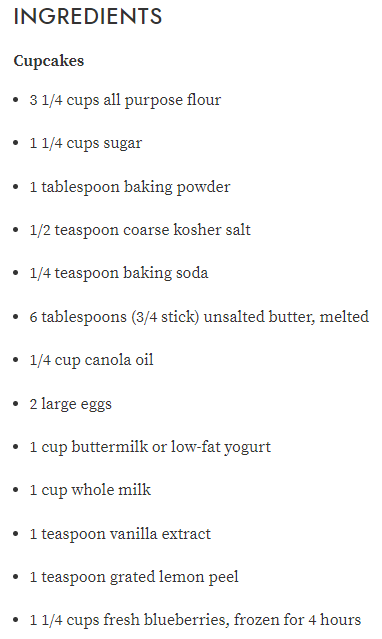 INGREDIENTS
Cupcakes
• 3 1/4 cups all purpose flour
• 1 1/4 cups sugar
• 1 tablespoon baking powder
• 1/2 teaspoon coarse kosher salt
• 1/4 teaspoon baking soda
• 6 tablespoons (3/4 stick) unsalted butter, melted
• 1/4 cup canola oil
• 2 large eggs
• 1 cup buttermilk or low-fat yogurt
• 1 cup whole milk
• 1 teaspoon vanilla extract
• 1 teaspoon grated lemon peel
• 1 1/4 cups fresh blueberries, frozen for 4 hours